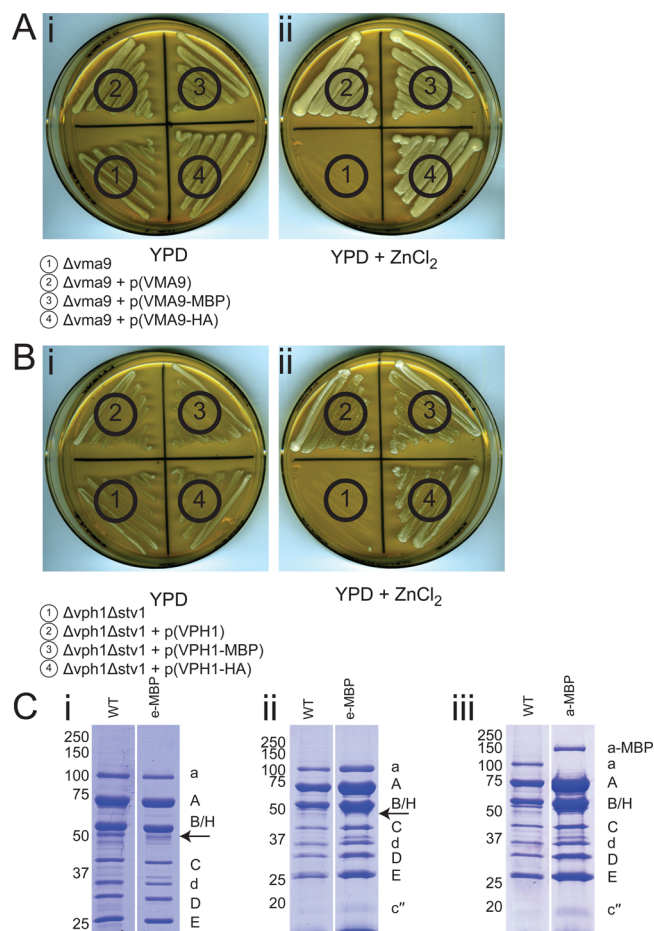 A i ii
2 3 2 3
1 4 1 4
YPD YPD + ZnCl2
1 Δvma9
2 Δvma9 + p(VMA9)
3 Δvma9 + p(VMA9-MBP)
4 Δvma9 + p(VMA9-HA)
B i ii
2 3 2 3
1 4 1 4
YPD YPD + ZnCl2
1 Δvph1Δstv1
2 Δvph1Δstv1 + p(VPH1)
3 Δvph1Δstv1 + p(VPH1-MBP)
4 Δvph1Δstv1 + p(VPH1-HA)
C i ii iii
WT e-MBP
250
150
100 a
75 A
B/H
50
C
37 d
D
25 E
WT e-MBP
250
150
100 a
75 A
50 B/H
37 C
d
D
25 E
20 c″
WT a-MBP
250
150 a-MBP
100 a
75 A
50 B/H
37 C
d
D
25 E
20 c″